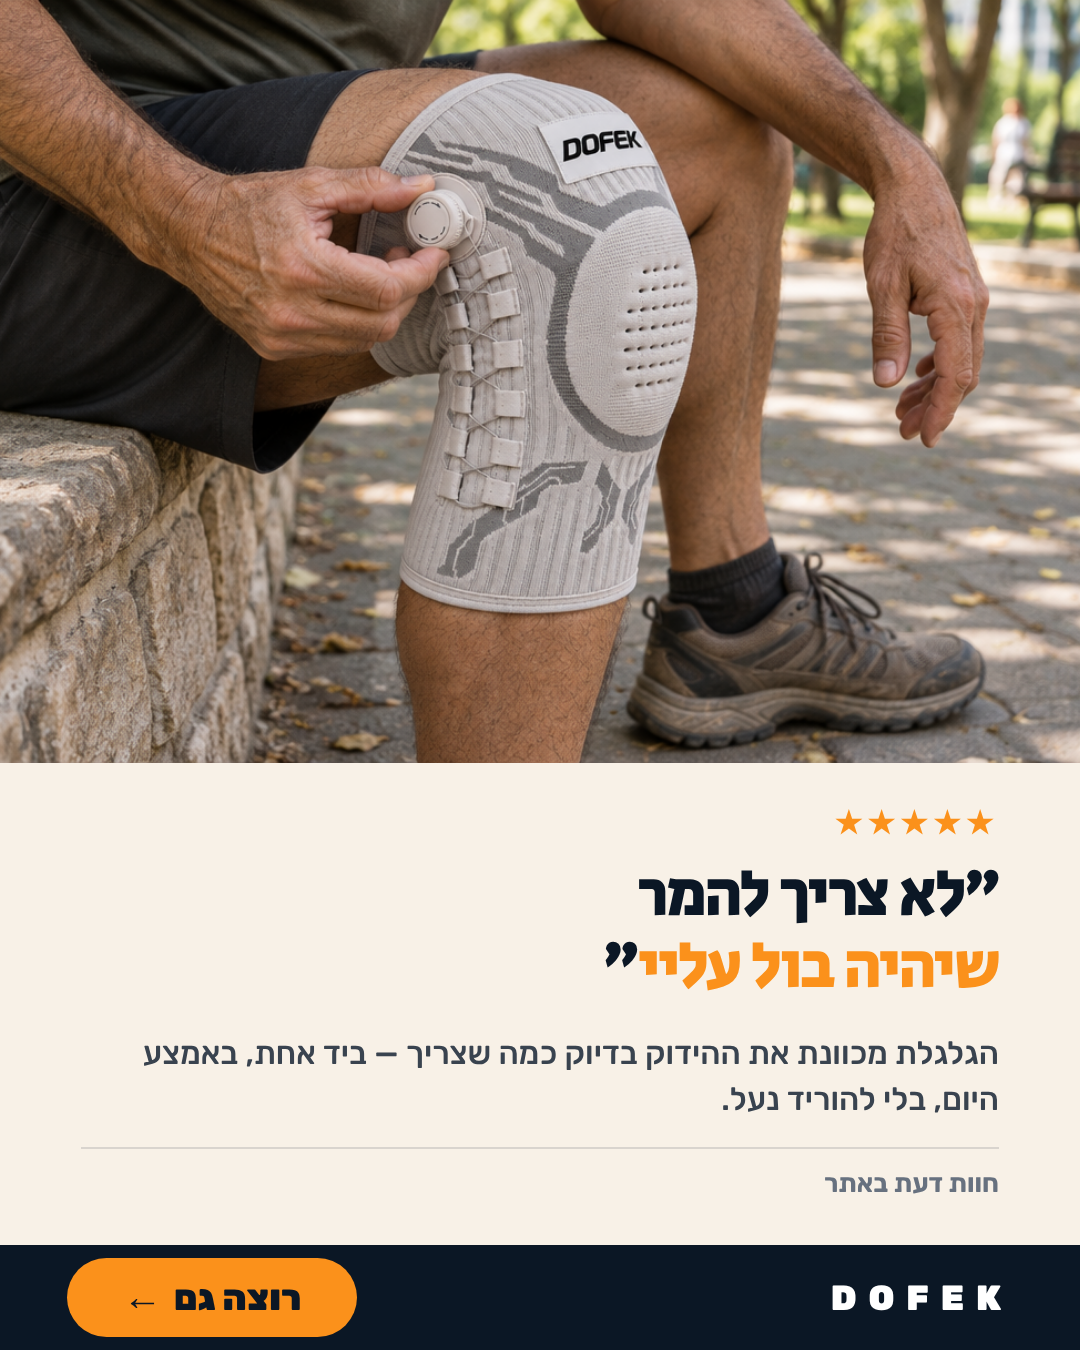 DOFEK
★★★★★
”לא צריך להמר
שיהיה בול עליי”
הגלגלת מכוונת את ההידוק בדיוק כמה שצריך – ביד אחת, באמצע
היום, בלי להוריד נעל.
חוות דעת באתר
DOFEK
רוצה גם ←